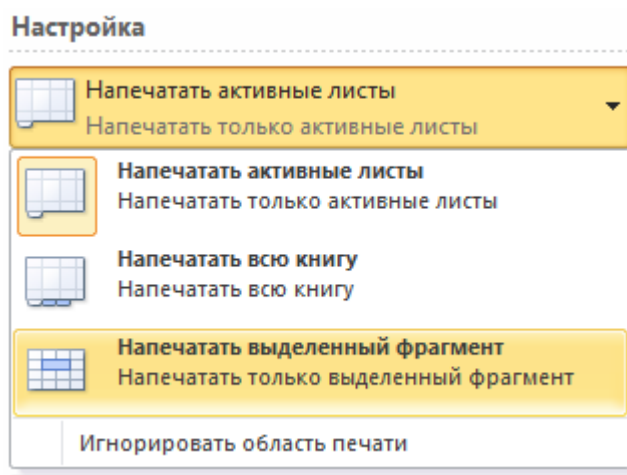 Настройка
Напечатать активные листы
Напечатать только активные листы
Напечатать активные листы
Напечатать только активные листы
Напечатать всю книгу
Напечатать всю книгу
Напечатать выделенный фрагмент
Напечатать только выделенный фрагмент
Игнорировать область печати